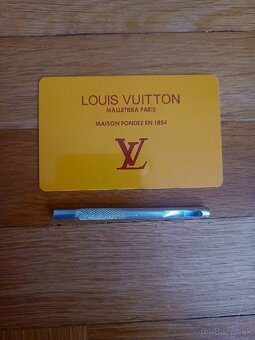 LOUIS VUITTON
MALLETIERA PARIS
MAISON FONDEE EN 1854
LV